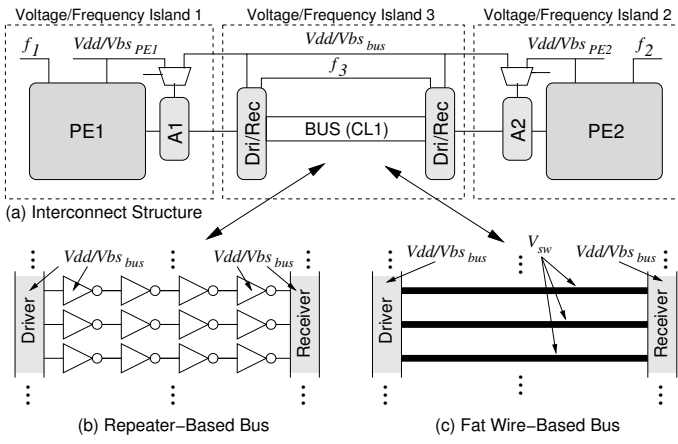 Voltage/Frequency Island 1
Voltage/Frequency Island 3
Voltage/Frequency Island 2
f1
Vdd/Vbs PE1
Vdd/Vbs bus
Vdd/Vbs PE2
f2
f3
PE1
A1
Dri/Rec
BUS (CL1)
Dri/Rec
A2
PE2
(a) Interconnect Structure
Vdd/Vbs bus
Vdd/Vbs bus
Driver
Receiver
(b) Repeater−Based Bus
Vdd/Vbs bus
Vsw
Vdd/Vbs bus
Driver
Receiver
(c) Fat Wire−Based Bus